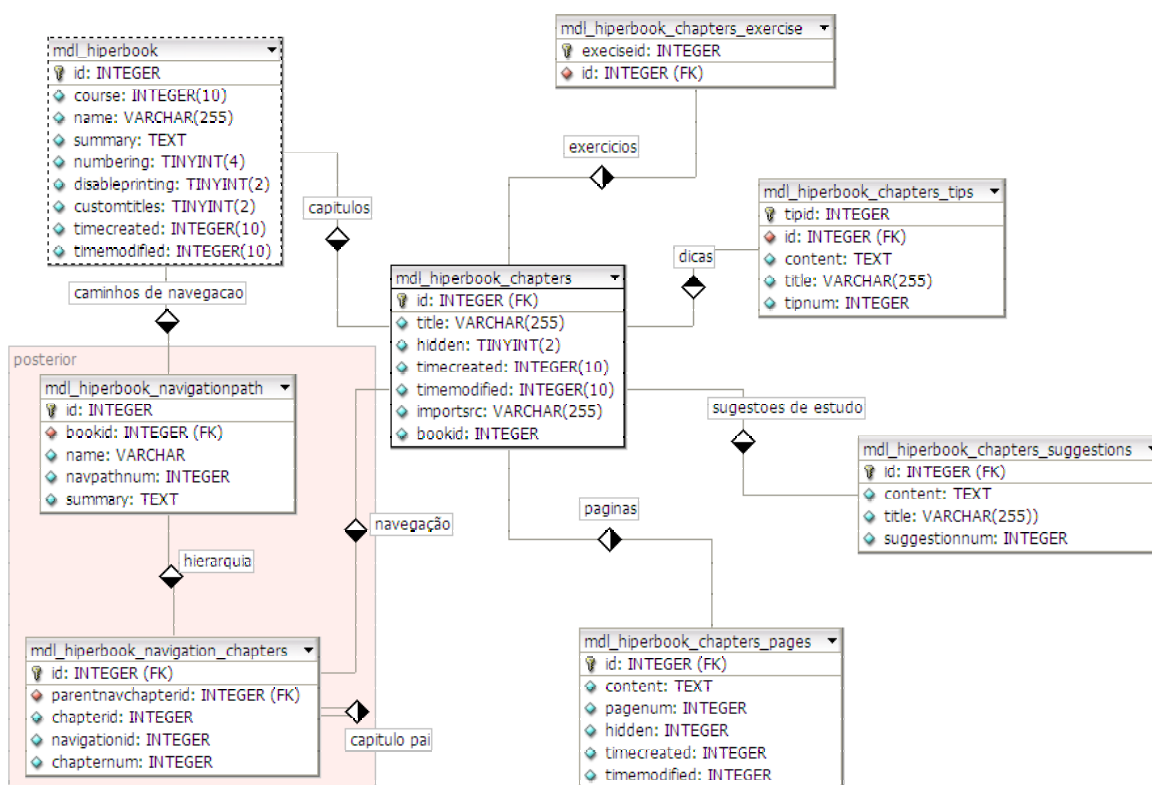 mdl_hiperbook
id: INTEGER
course: INTEGER(10)
name: VARCHAR(255)
summary: TEXT
numbering: TINYINT(4)
disableprinting: TINYINT(2)
customtitles: TINYINT(2)
timecreated: INTEGER(10)
timemodified: INTEGER(10)
mdl_hiperbook_chapters_exercise
execiseid: INTEGER
id: INTEGER (FK)
exercicios
capitulos
mdl_hiperbook_chapters_tips
tipid: INTEGER
id: INTEGER (FK)
content: TEXT
title: VARCHAR(255)
tipnum: INTEGER
dicas
mdl_hiperbook_chapters
id: INTEGER (FK)
title: VARCHAR(255)
hidden: TINYINT(2)
timecreated: INTEGER(10)
timemodified: INTEGER(10)
importsrc: VARCHAR(255)
bookid: INTEGER
caminhos de navegacao
posterior
mdl_hiperbook_navigationpath
id: INTEGER
bookid: INTEGER (FK)
name: VARCHAR
navpathnum: INTEGER
summary: TEXT
sugestoes de estudo
mdl_hiperbook_chapters_suggestions
id: INTEGER (FK)
content: TEXT
title: VARCHAR(255))
suggestionnum: INTEGER
paginas
navegação
hierarquia
mdl_hiperbook_navigation_chapters
id: INTEGER (FK)
parentnavchapterid: INTEGER (FK)
chapterid: INTEGER
navigationid: INTEGER
chapternum: INTEGER
capitulo pai
mdl_hiperbook_chapters_pages
id: INTEGER (FK)
content: TEXT
pagenum: INTEGER
hidden: INTEGER
timecreated: INTEGER
timemodified: INTEGER